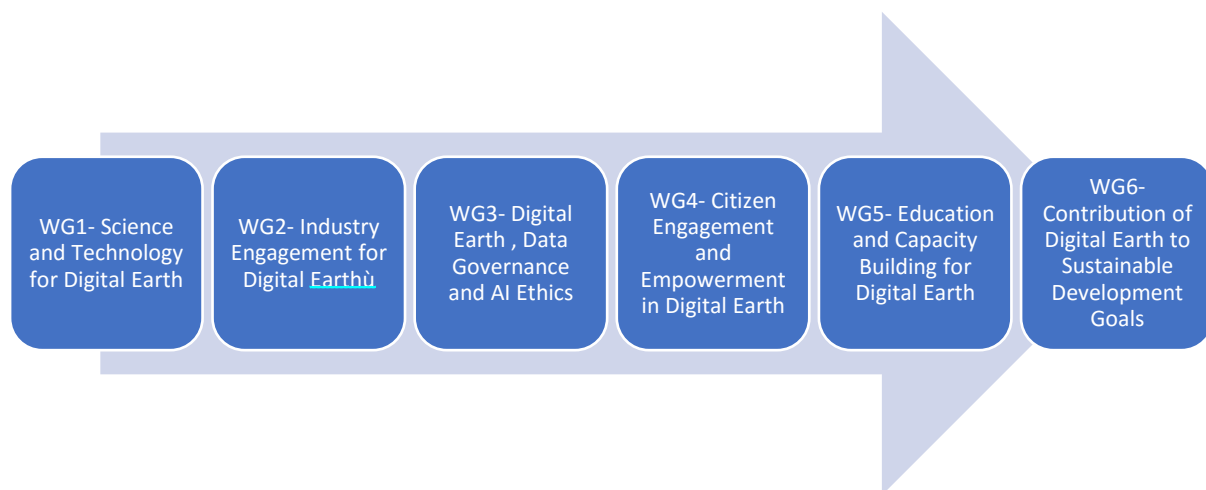 WG1- Science
and Technology
for Digital Earth
WG2- Industry
Engagement for
Digital Earthù
WG3- Digital
Earth , Data
Governance
and AI Ethics
WG4- Citizen
Engagement
and
Empowerment
in Digital Earth
WG5- Education
and Capacity
Building for
Digital Earth
WG6-
Contribution of
Digital Earth to
Sustainable
Development
Goals